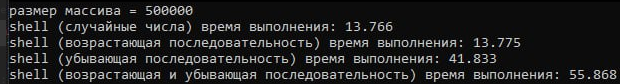 размер массива = 500000
shell (случайные числа) время выполнения: 13.766
shell (возрастающая последовательность) время выполнения: 13.775
shell (убывающая последовательность) время выполнения: 41.833
shell (возрастающая и убывающая последовательность) время выполнения: 55.868